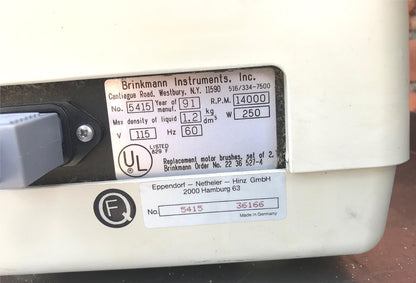 Brinkmann Instruments, Inc.
Cantiague Road, Westbury, N.Y. 11590 516/334-7500
No. 5415 Year of manuf. 91 R.P.M. 14000
Max density of liquid 1.2 kg/dm³ W 250
V 115 Hz 60
UL LISTED 829 T
Replacement motor brushes, set of 2,
Brinkmann Order No. 22 36 527-4
Eppendorf - Netheler - Hinz GmbH
2000 Hamburg 63
No. 5415 36166
Made in Germany